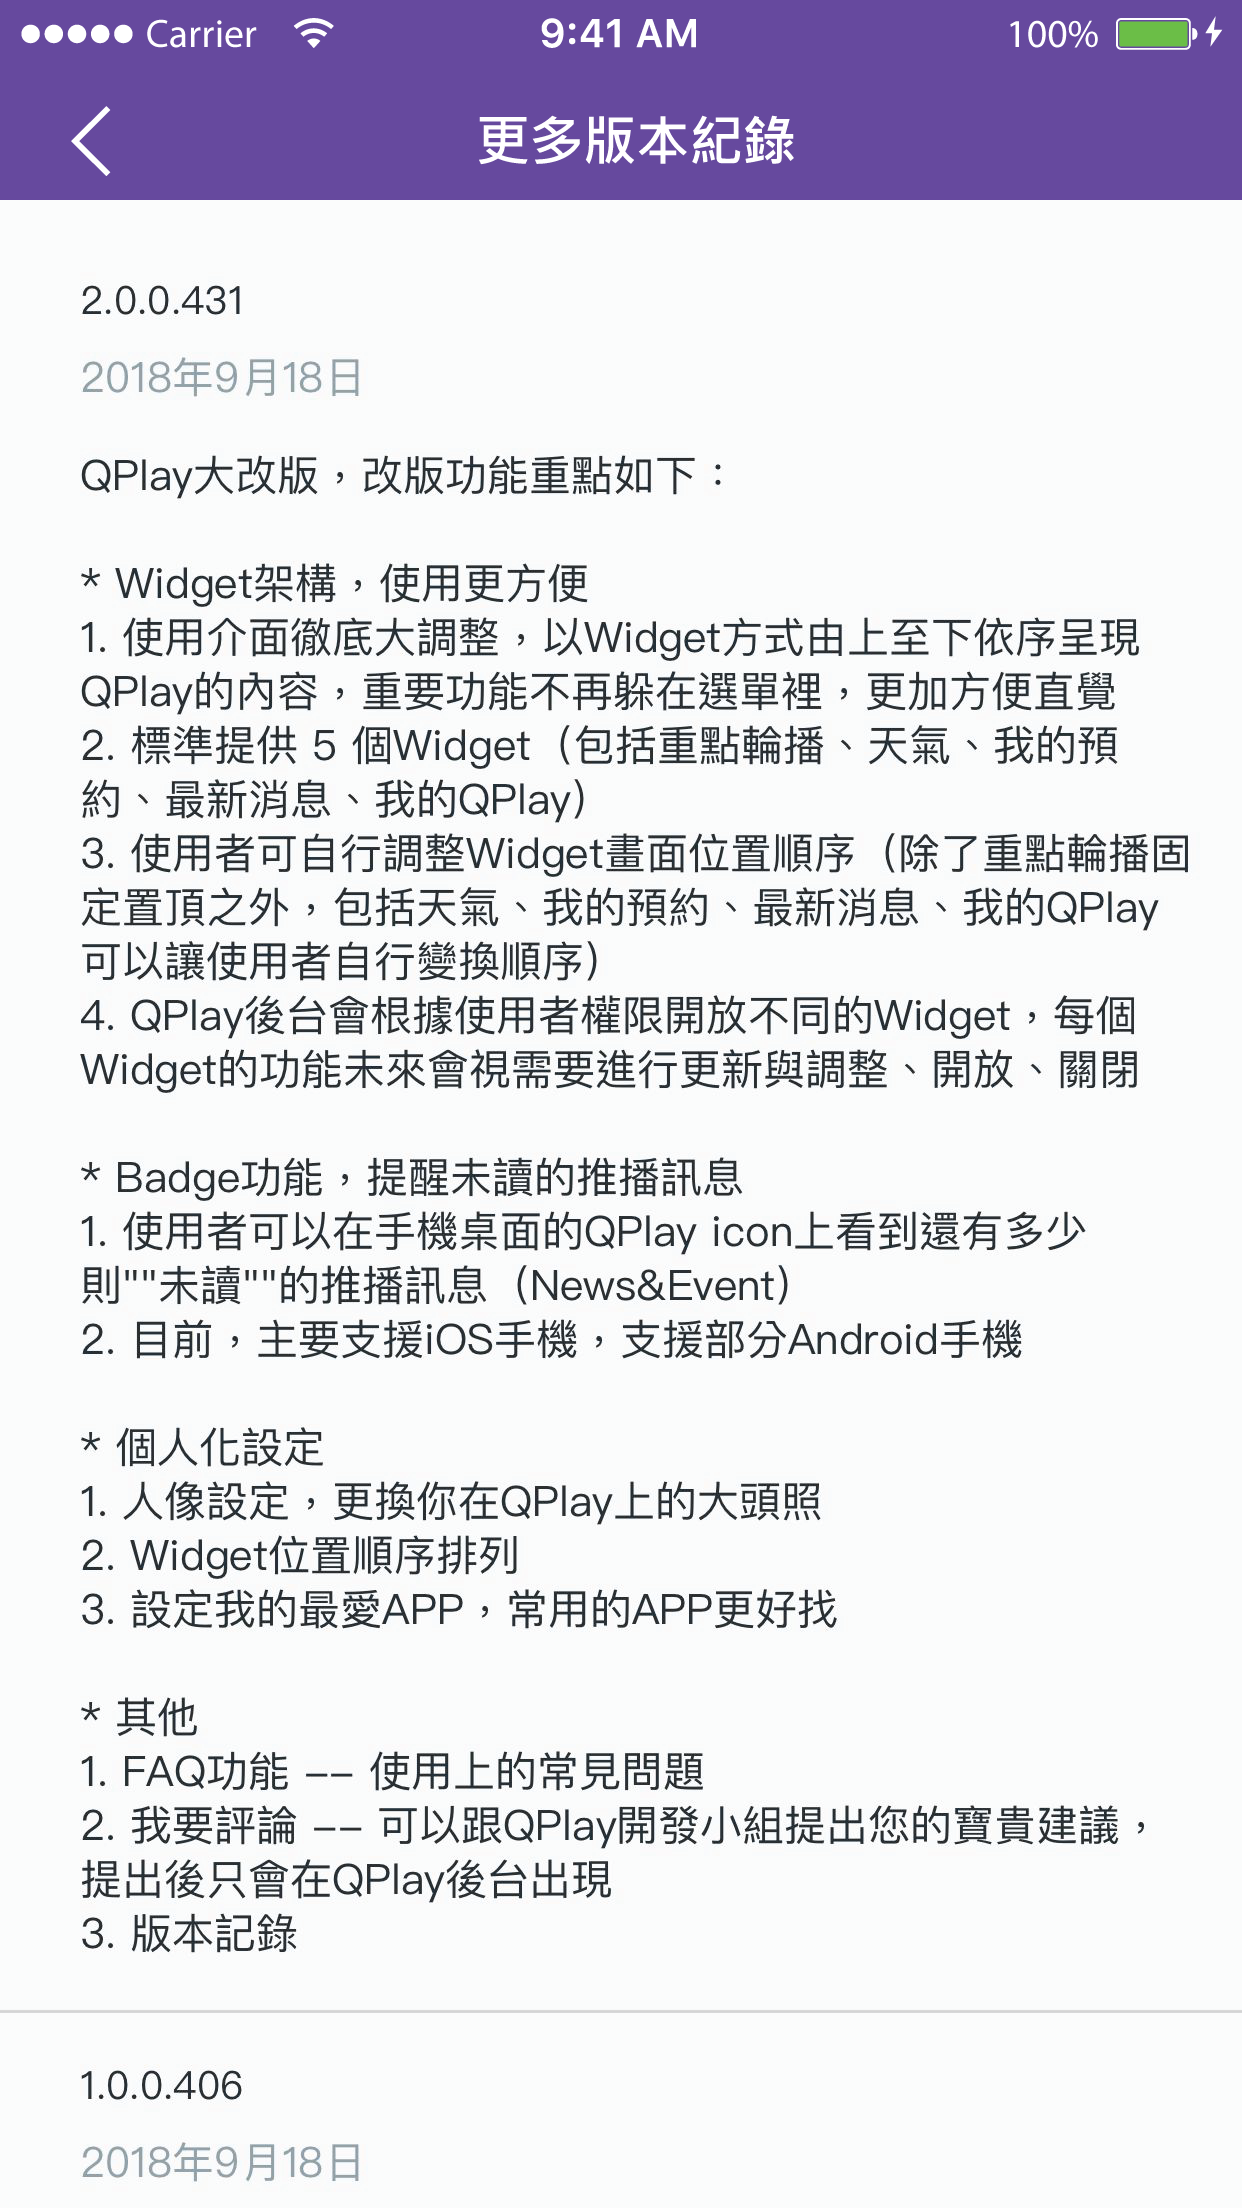 Carrier 9:41 AM 100%
更多版本紀錄
2.0.0.431
2018年9月18日
QPlay大改版，改版功能重點如下：
* Widget架構，使用更方便
1. 使用介面徹底大調整，以Widget方式由上至下依序呈現
QPlay的內容，重要功能不再躲在選單裡，更加方便直覺
2. 標準提供 5 個Widget（包括重點輪播、天氣、我的預
約、最新消息、我的QPlay）
3. 使用者可自行調整Widget畫面位置順序（除了重點輪播固
定置頂之外，包括天氣、我的預約、最新消息、我的QPlay
可以讓使用者自行變換順序）
4. QPlay後台會根據使用者權限開放不同的Widget，每個
Widget的功能未來會視需要進行更新與調整、開放、關閉
* Badge功能，提醒未讀的推播訊息
1. 使用者可以在手機桌面的QPlay icon上看到還有多少
則""未讀""的推播訊息（News&Event）
2. 目前，主要支援iOS手機，支援部分Android手機
* 個人化設定
1. 人像設定，更換你在QPlay上的大頭照
2. Widget位置順序排列
3. 設定我的最愛APP，常用的APP更好找
* 其他
1. FAQ功能 -- 使用上的常見問題
2. 我要評論 -- 可以跟QPlay開發小組提出您的寶貴建議，
提出後只會在QPlay後台出現
3. 版本記錄
1.0.0.406
2018年9月18日